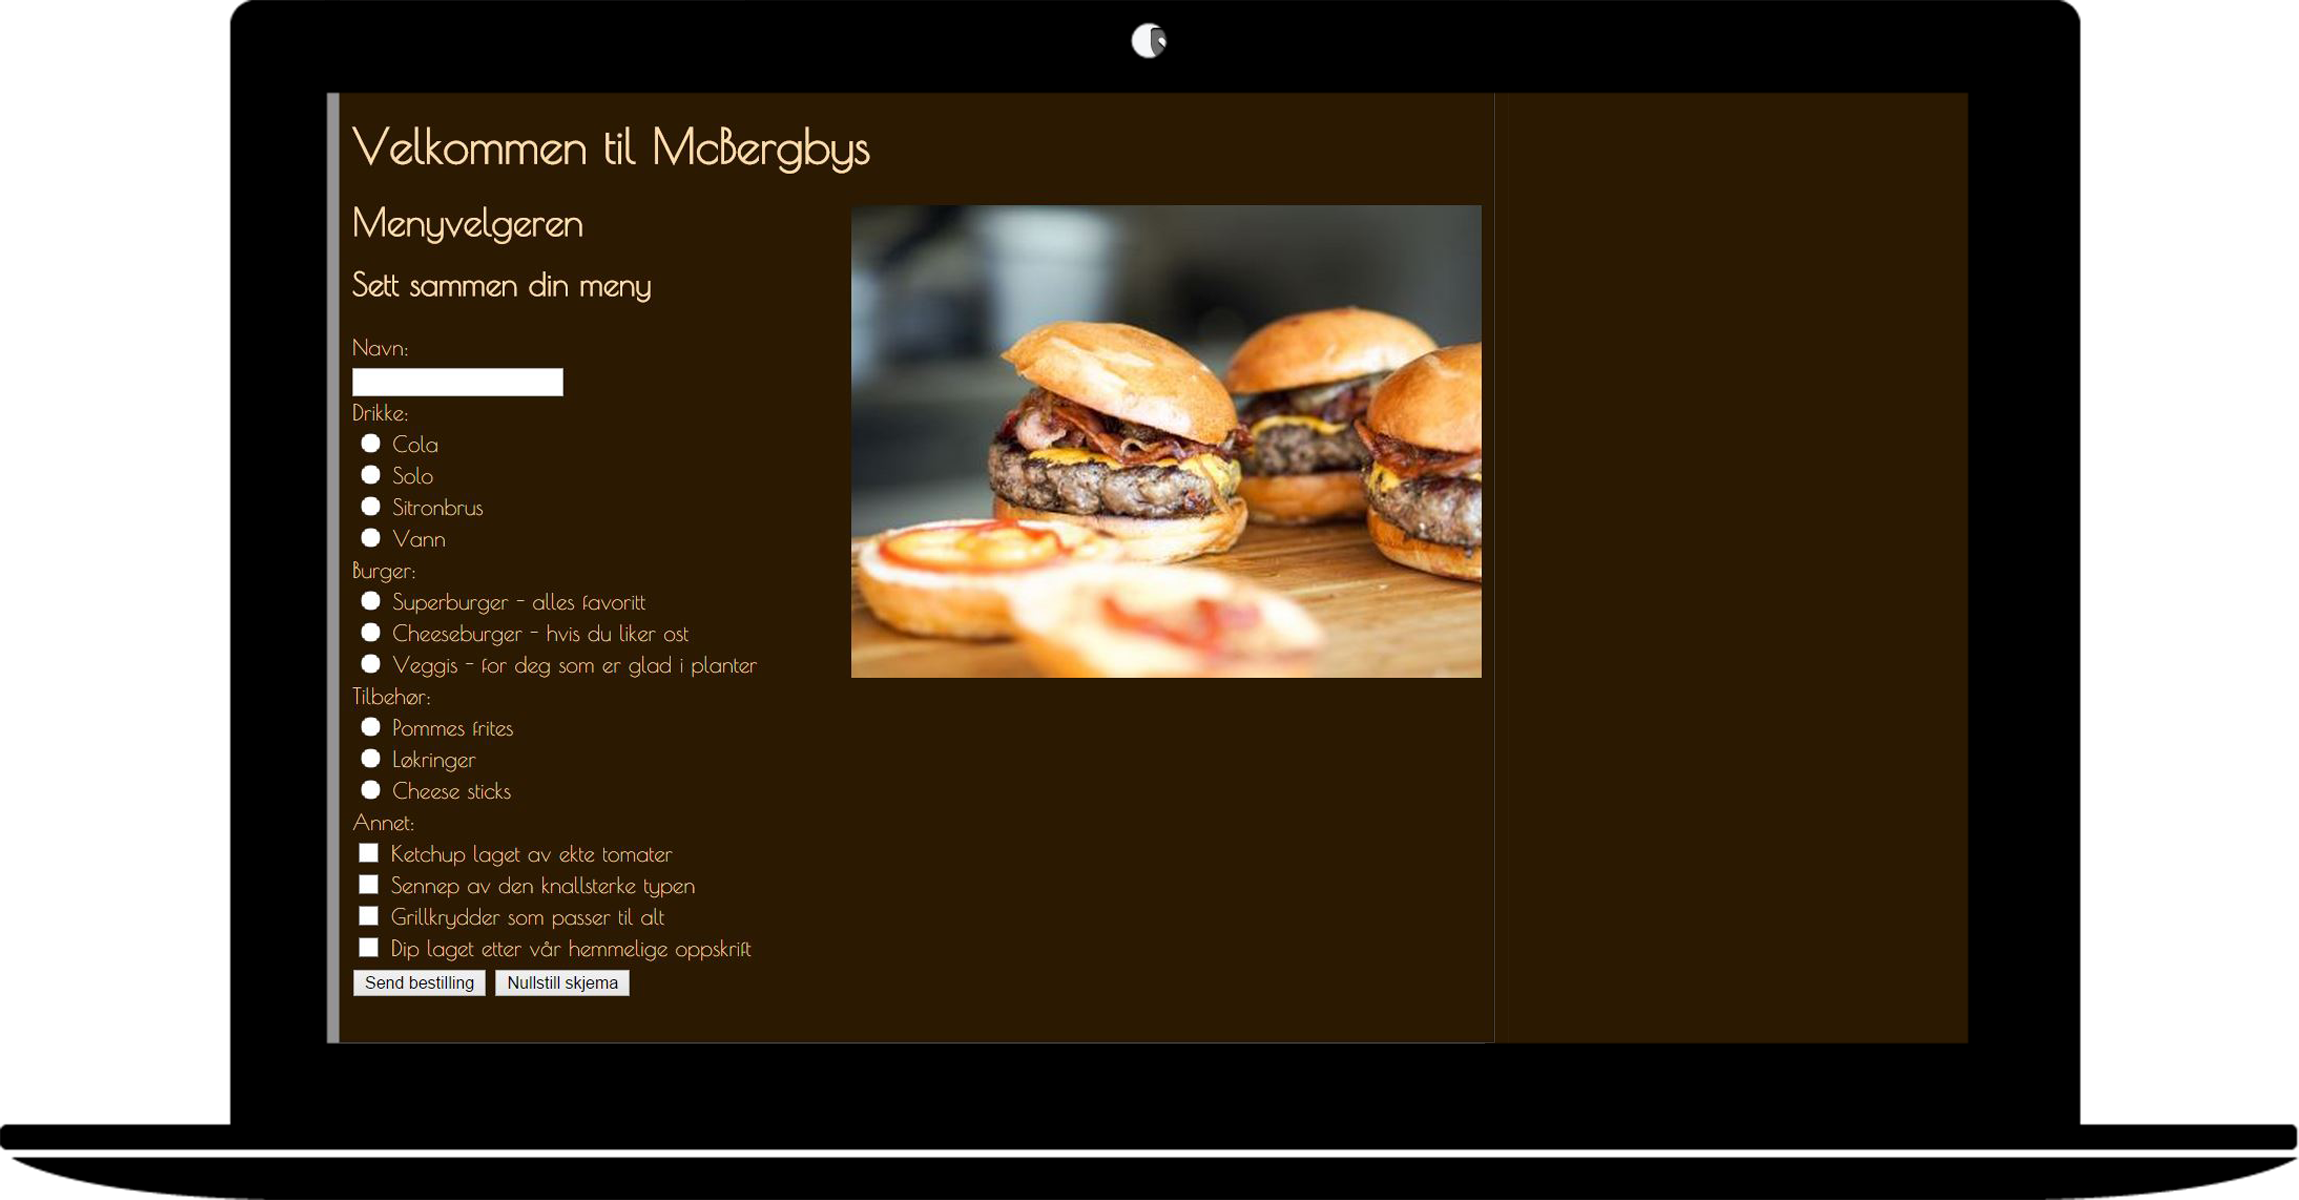 Velkommen til McBergbys
Menyvelgeren
Sett sammen din meny
Navn:
Drikke:
Cola
Solo
Sitronbrus
Vann
Burger:
Superburger - alles favoritt
Cheeseburger - hvis du liker ost
Veggis - for deg som er glad i planter
Tilbehør:
Pommes frites
Løkringer
Cheese sticks
Annet:
Ketchup laget av ekte tomater
Sennep av den knallsterke typen
Grillkrydder som passer til alt
Dip laget etter vår hemmelige oppskrift
Send bestilling Nullstill skjema